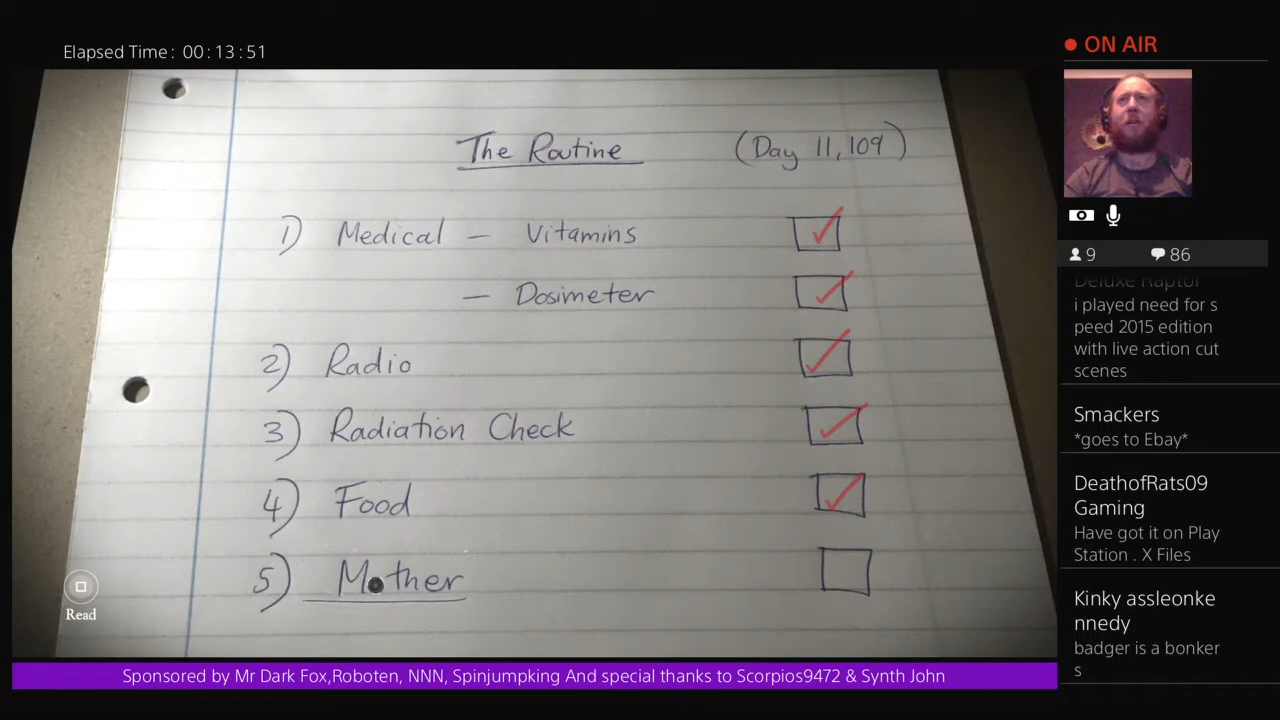 Elapsed Time: 00:13:51
ON AIR
The Routine (Day 11,109)
1) Medical - Vitamins
- Dosimeter
2) Radio
3) Radiation Check
4) Food
5) Mother
Read
9 86
Deluxe Raptor
i played need for s
peed 2015 edition
with live action cut
scenes
Smackers
*goes to Ebay*
DeathofRats09
Gaming
Have got it on Play
Station . X Files
Kinky assleonke
nnedy
badger is a bonker
s
Sponsored by Mr Dark Fox,Roboten, NNN, Spinjumpking And special thanks to Scorpios9472 & Synth John